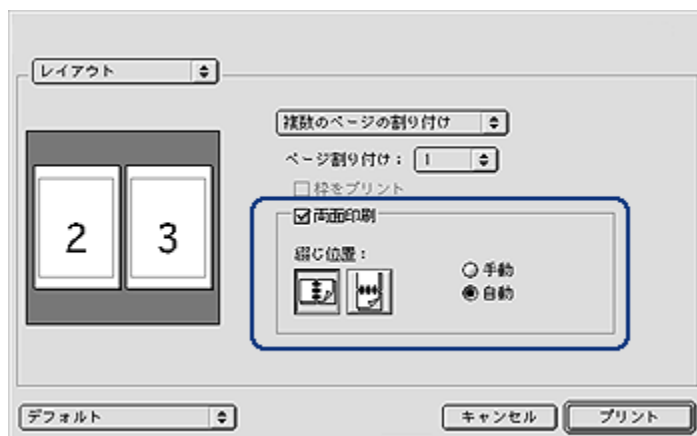 レイアウト
複数のページの割り付け
ページ割り付け： 1
枠をプリント
両面印刷
2 3
綴じ位置：
手動
自動
デフォルト キャンセル プリント